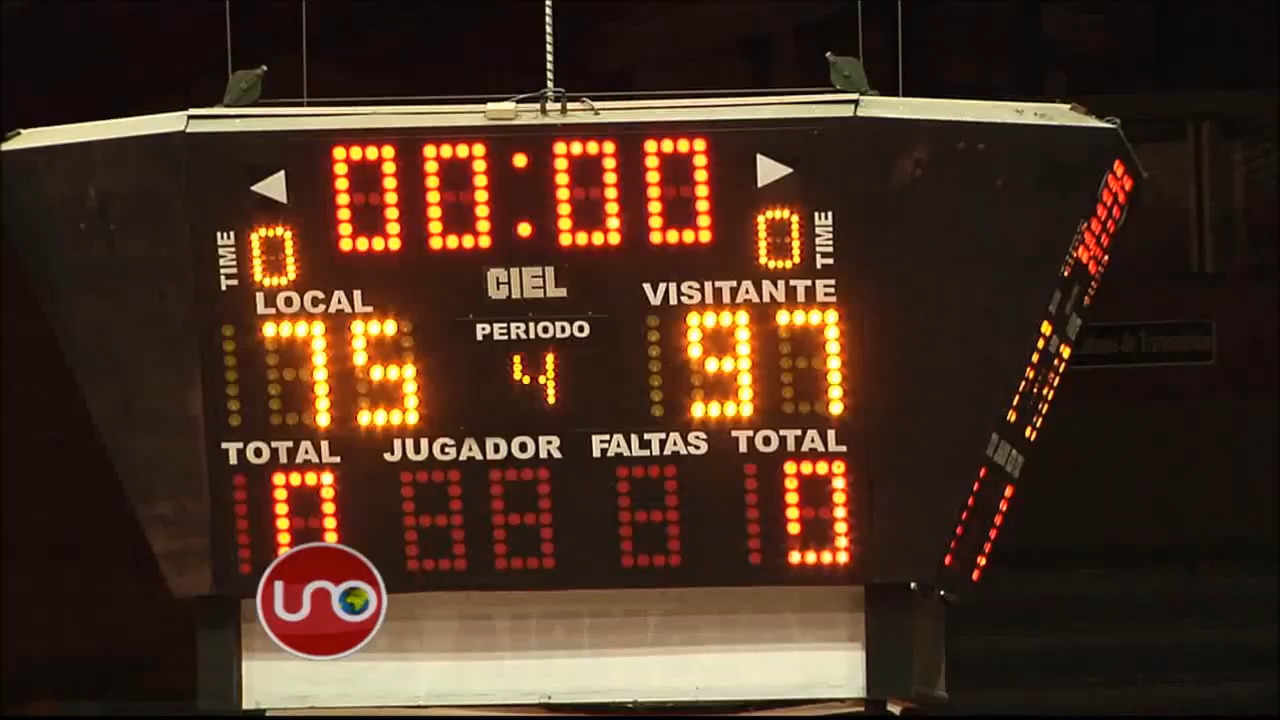 00:00
TIME 0 0 TIME
CIEL
LOCAL VISITANTE
PERIODO
75 4 97
TOTAL JUGADOR FALTAS TOTAL
0 0
UNO